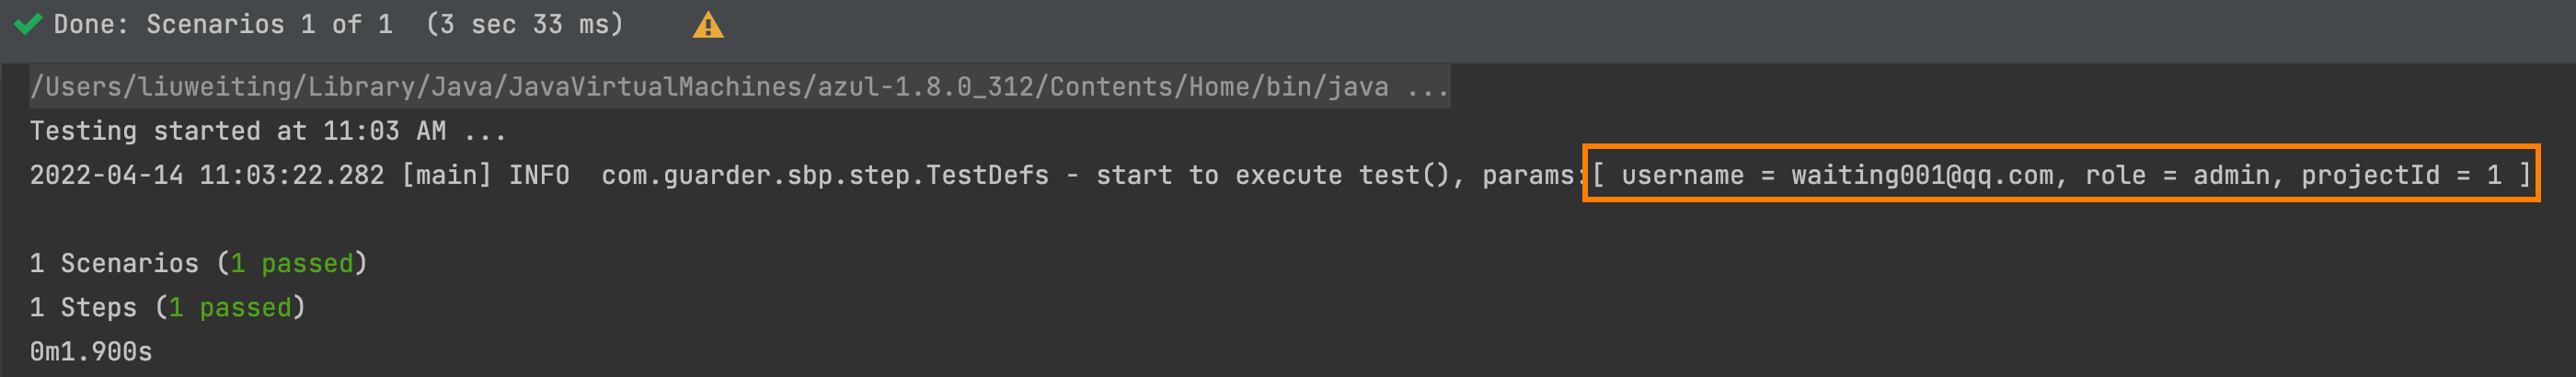 Done: Scenarios 1 of 1 (3 sec 33 ms)
/Users/liuweiting/Library/Java/JavaVirtualMachines/azul-1.8.0_312/Contents/Home/bin/java ...
Testing started at 11:03 AM ...
2022-04-14 11:03:22.282 [main] INFO  com.guarder.sbp.step.TestDefs - start to execute test(), params:[ username = waiting001@qq.com, role = admin, projectId = 1 ]
1 Scenarios (1 passed)
1 Steps (1 passed)
0m1.900s